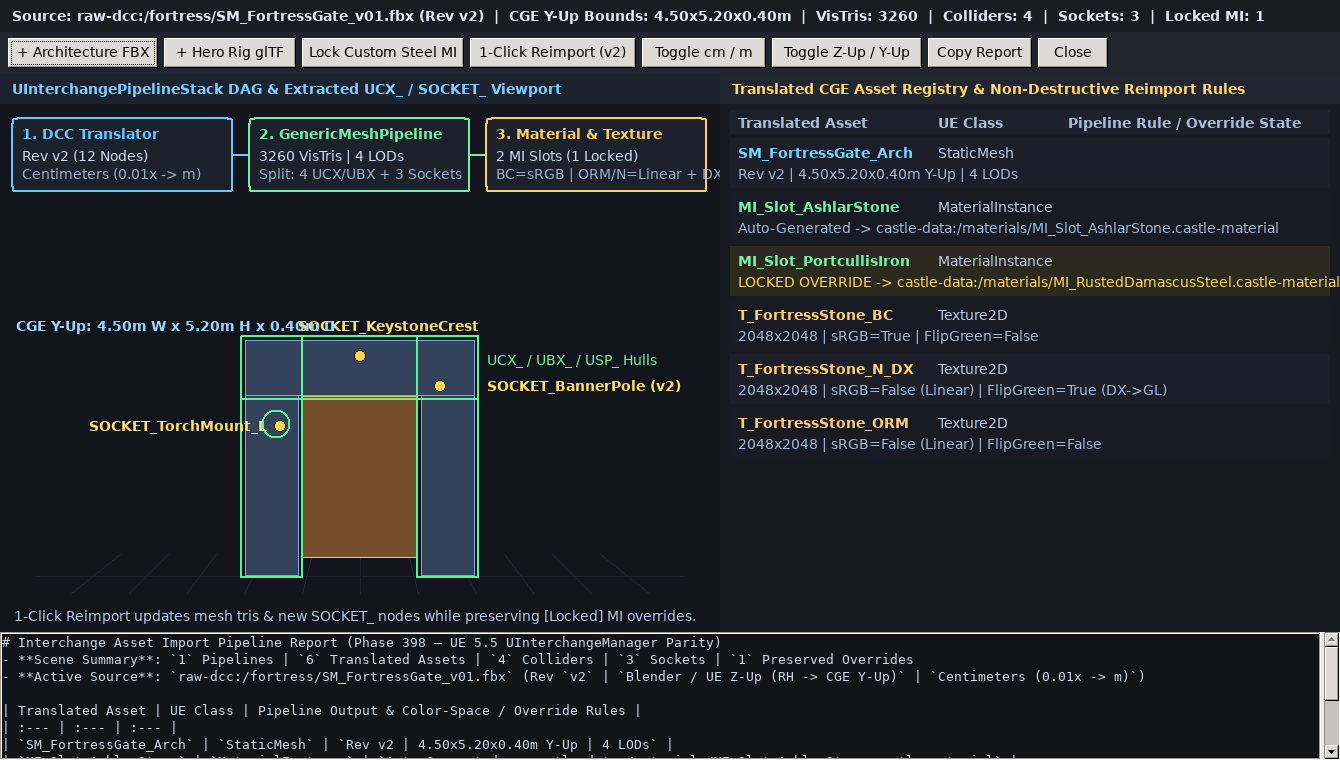 Source: raw-dcc:/fortress/SM_FortressGate_v01.fbx (Rev v2) | CGE Y-Up Bounds: 4.50x5.20x0.40m | VisTris: 3260 | Colliders: 4 | Sockets: 3 | Locked MI: 1
+ Architecture FBX + Hero Rig glTF Lock Custom Steel MI 1-Click Reimport (v2) Toggle cm / m Toggle Z-Up / Y-Up Copy Report Close
UInterchangePipelineStack DAG & Extracted UCX_ / SOCKET_ Viewport
1. DCC Translator
Rev v2 (12 Nodes)
Centimeters (0.01x -> m)
2. GenericMeshPipeline
3260 VisTris | 4 LODs
Split: 4 UCX/UBX + 3 Sockets
3. Material & Texture
2 MI Slots (1 Locked)
BC=sRGB | ORM/N=Linear + DX
CGE Y-Up: 4.50m W x 5.20m H x 0.40m
SOCKET_KeystoneCrest
UCX_ / UBX_ / USP_ Hulls
SOCKET_BannerPole (v2)
SOCKET_TorchMount_L
1-Click Reimport updates mesh tris & new SOCKET_ nodes while preserving [Locked] MI overrides.
Translated CGE Asset Registry & Non-Destructive Reimport Rules
Translated Asset UE Class Pipeline Rule / Override State
SM_FortressGate_Arch StaticMesh
Rev v2 | 4.50x5.20x0.40m Y-Up | 4 LODs
MI_Slot_AshlarStone MaterialInstance
Auto-Generated -> castle-data:/materials/MI_Slot_AshlarStone.castle-material
MI_Slot_PortcullisIron MaterialInstance
LOCKED OVERRIDE -> castle-data:/materials/MI_RustedDamascusSteel.castle-material
T_FortressStone_BC Texture2D
2048x2048 | sRGB=True | FlipGreen=False
T_FortressStone_N_DX Texture2D
2048x2048 | sRGB=False (Linear) | FlipGreen=True (DX->GL)
T_FortressStone_ORM Texture2D
2048x2048 | sRGB=False (Linear) | FlipGreen=False
# Interchange Asset Import Pipeline Report (Phase 398 — UE 5.5 UInterchangeManager Parity)
- **Scene Summary**: `1` Pipelines | `6` Translated Assets | `4` Colliders | `3` Sockets | `1` Preserved Overrides
- **Active Source**: `raw-dcc:/fortress/SM_FortressGate_v01.fbx` (Rev `v2` | `Blender / UE Z-Up (RH -> CGE Y-Up)` | `Centimeters (0.01x -> m)`)
| Translated Asset | UE Class | Pipeline Output & Color-Space / Override Rules |
| :--- | :--- | :--- |
| `SM_FortressGate_Arch` | `StaticMesh` | `Rev v2 | 4.50x5.20x0.40m Y-Up | 4 LODs` |